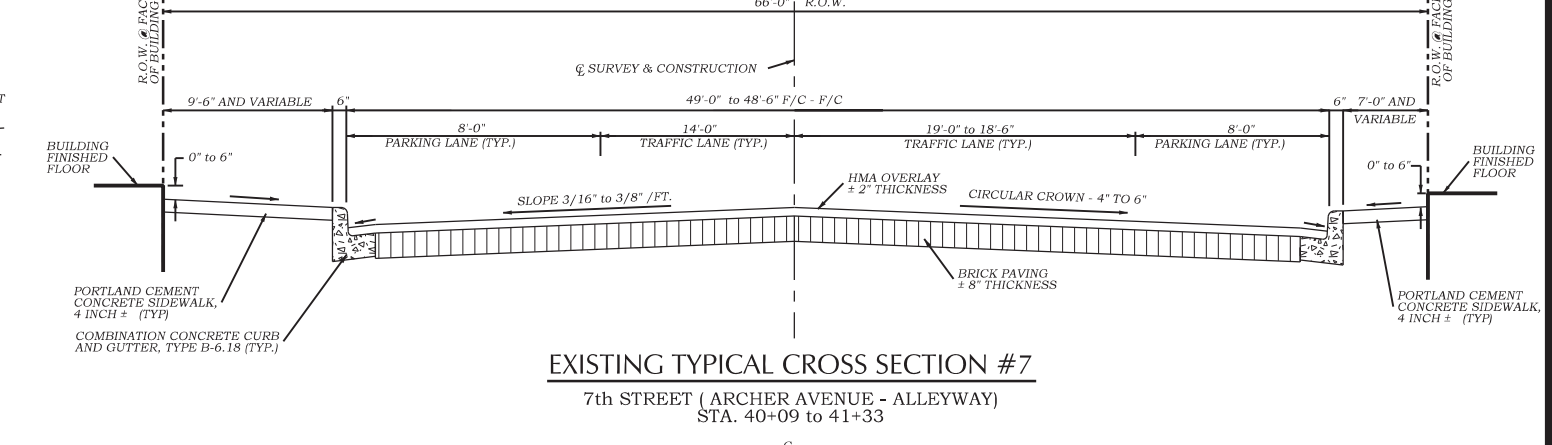 66'-0" R.O.W.
R.O.W. @ FACE
OF BUILDING
R.O.W. @ FACE
OF BUILDING
℄ SURVEY & CONSTRUCTION
9'-6" AND VARIABLE
6"
49'-0" to 48'-6" F/C - F/C
6"
7'-0" AND
VARIABLE
8'-0"
PARKING LANE (TYP.)
14'-0"
TRAFFIC LANE (TYP.)
19'-0" to 18'-6"
TRAFFIC LANE (TYP.)
8'-0"
PARKING LANE (TYP.)
BUILDING
FINISHED
FLOOR
0" to 6"
0" to 6"
BUILDING
FINISHED
FLOOR
SLOPE 3/16" to 3/8" /FT.
HMA OVERLAY
± 2" THICKNESS
CIRCULAR CROWN - 4" TO 6"
BRICK PAVING
± 8" THICKNESS
PORTLAND CEMENT
CONCRETE SIDEWALK,
4 INCH ± (TYP)
COMBINATION CONCRETE CURB
AND GUTTER, TYPE B-6.18 (TYP.)
PORTLAND CEMENT
CONCRETE SIDEWALK,
4 INCH ± (TYP)
EXISTING TYPICAL CROSS SECTION #7
7th STREET ( ARCHER AVENUE - ALLEYWAY)
STA. 40+09 to 41+33